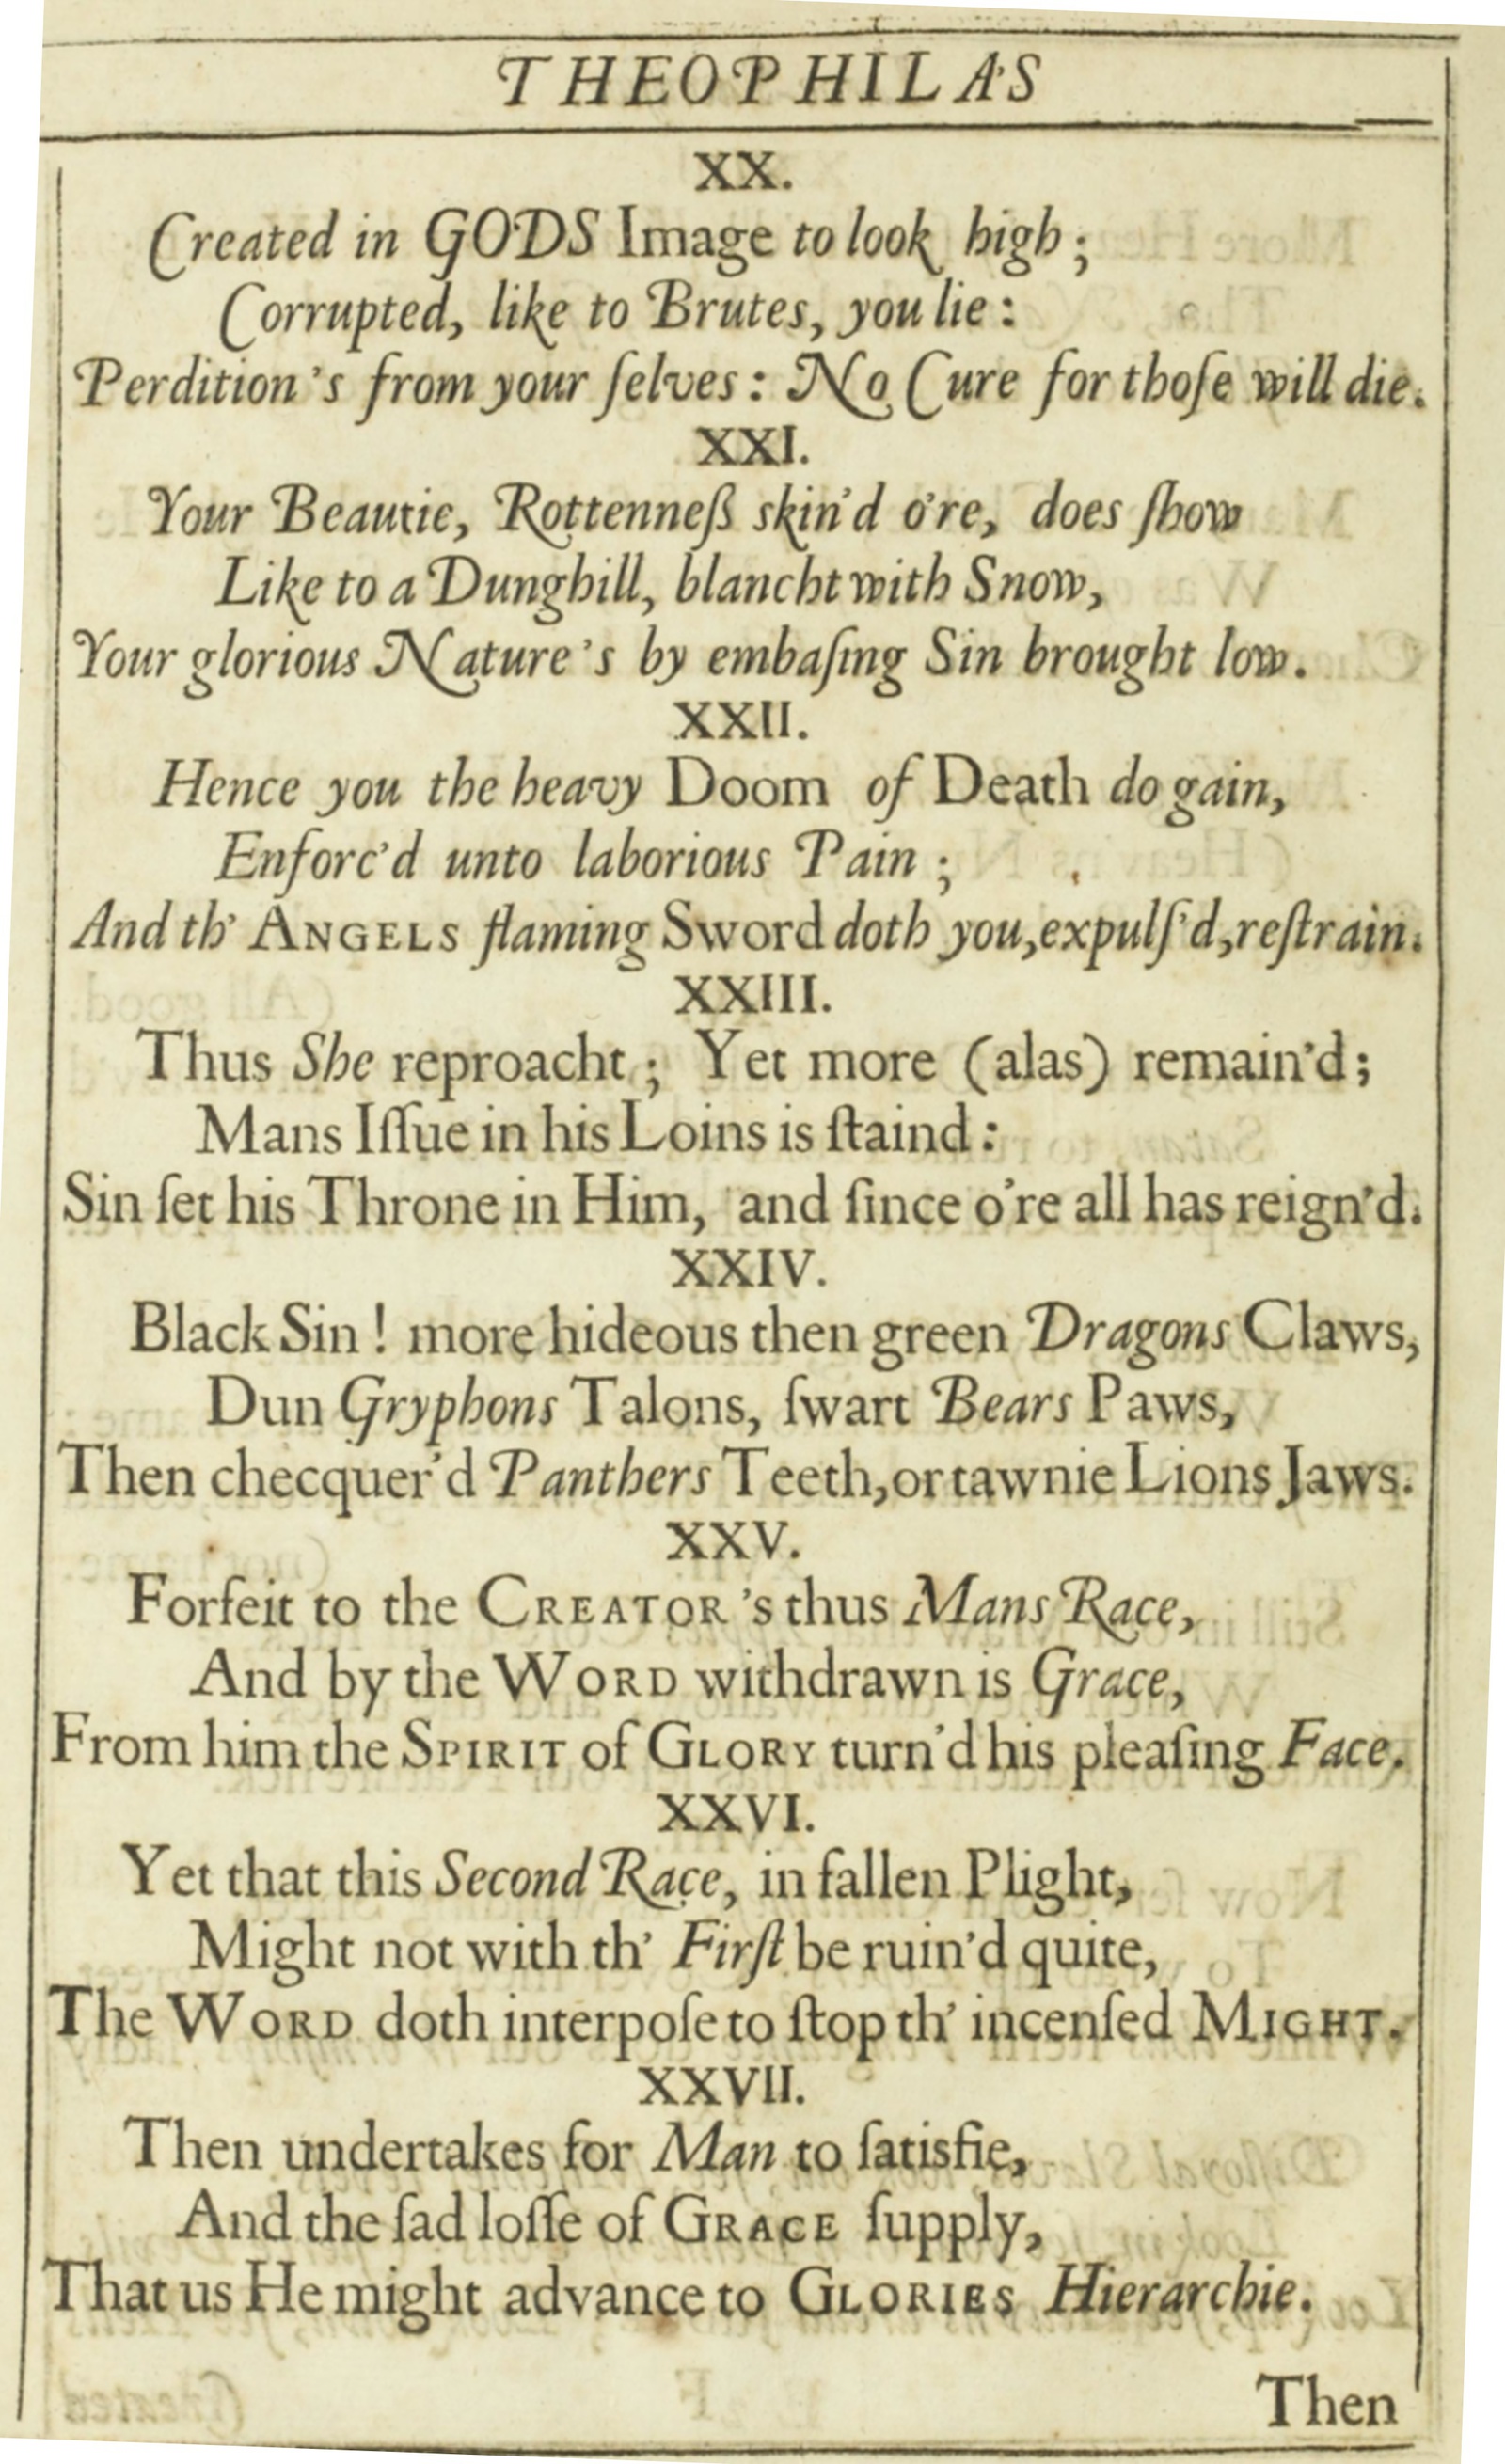 THEOPHILA'S
XX.
Created in GODS Image to look high;
Corrupted, like to Brutes, you lie:
Perdition's from your ſelves: No Cure for thoſe will die.
XXI.
Your Beautie, Rottenneß skin'd o're, does ſhow
Like to a Dunghill, blancht with Snow,
Your glorious Nature's by embaſing Sin brought low.
XXII.
Hence you the heavy Doom of Death do gain,
Enforc'd unto laborious Pain;
And th' ANGELS flaming Sword doth you,expulſ'd,reſtrain.
XXIII.
Thus She reproacht; Yet more (alas) remain'd;
Mans Iſſue in his Loins is ſtaind:
Sin ſet his Throne in Him, and ſince o're all has reign'd.
XXIV.
Black Sin! more hideous then green Dragons Claws,
Dun Gryphons Talons, ſwart Bears Paws,
Then checquer'd Panthers Teeth,or tawnie Lions Jaws.
XXV.
Forfeit to the CREATOR's thus Mans Race,
And by the WORD withdrawn is Grace,
From him the SPIRIT of GLORY turn'd his pleaſing Face.
XXVI.
Yet that this Second Race, in fallen Plight,
Might not with th' Firſt be ruin'd quite,
The WORD doth interpoſe to ſtop th' incenſed MIGHT.
XXVII.
Then undertakes for Man to ſatisfie,
And the ſad loſſe of GRACE ſupply,
That us He might advance to GLORIES Hierarchie.
Then